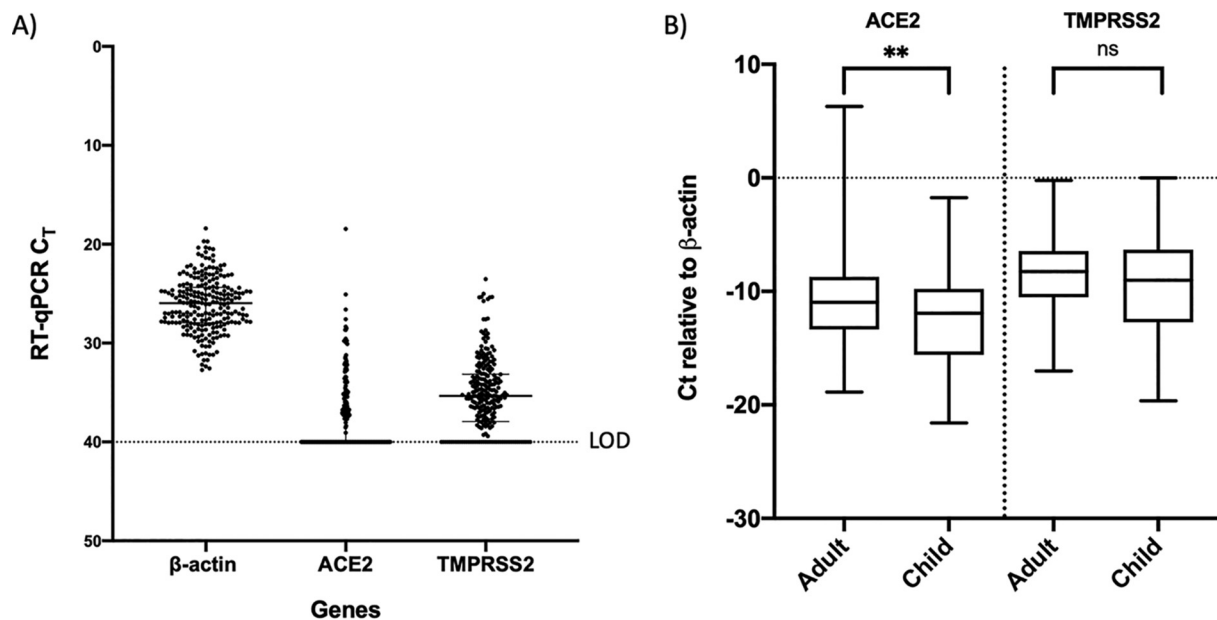 A)
0
10
20
30
40
50
RT-qPCR C_T
LOD
β-actin ACE2 TMPRSS2
Genes
B)
ACE2 TMPRSS2
** ns
10
0
-10
-20
-30
Ct relative to β-actin
Adult Child Adult Child